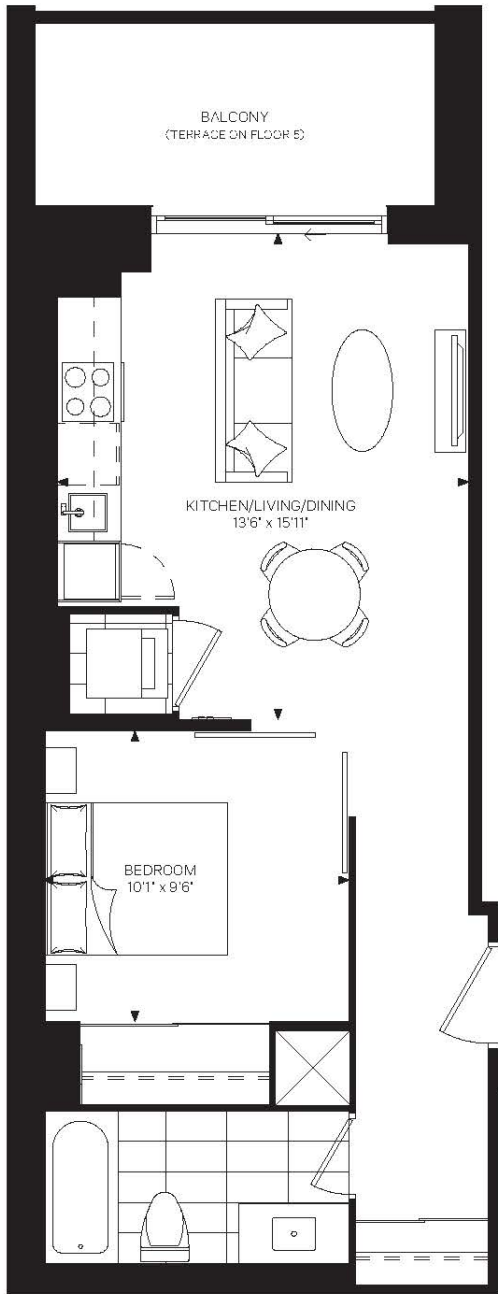 BALCONY
(TERRACE ON FLOOR 5)
KITCHEN/LIVING/DINING
13'6" x 15'11"
BEDROOM
10'1" x 9'6"